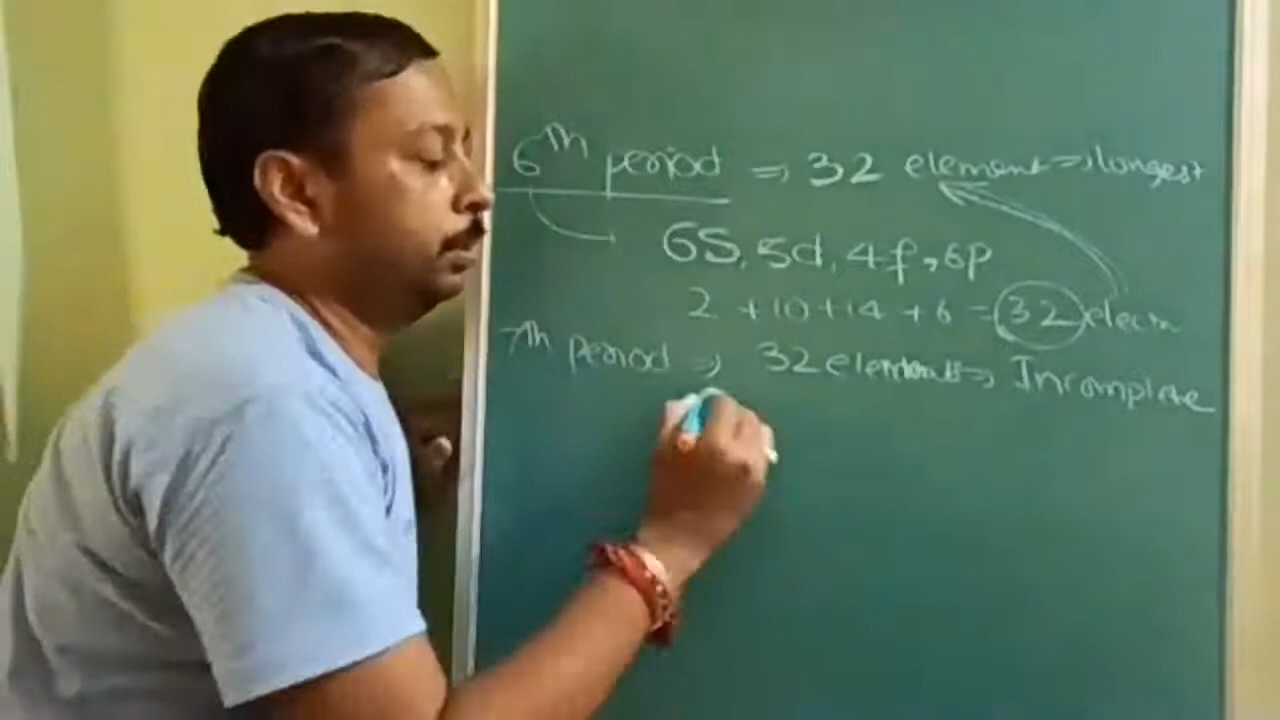 6th period ⇒ 32 element ⇒ longest
6S, 5d, 4f, 6p
2 + 10 + 14 + 6 = 32 electn
7th period ⇒ 32 elements ⇒ Incomplete